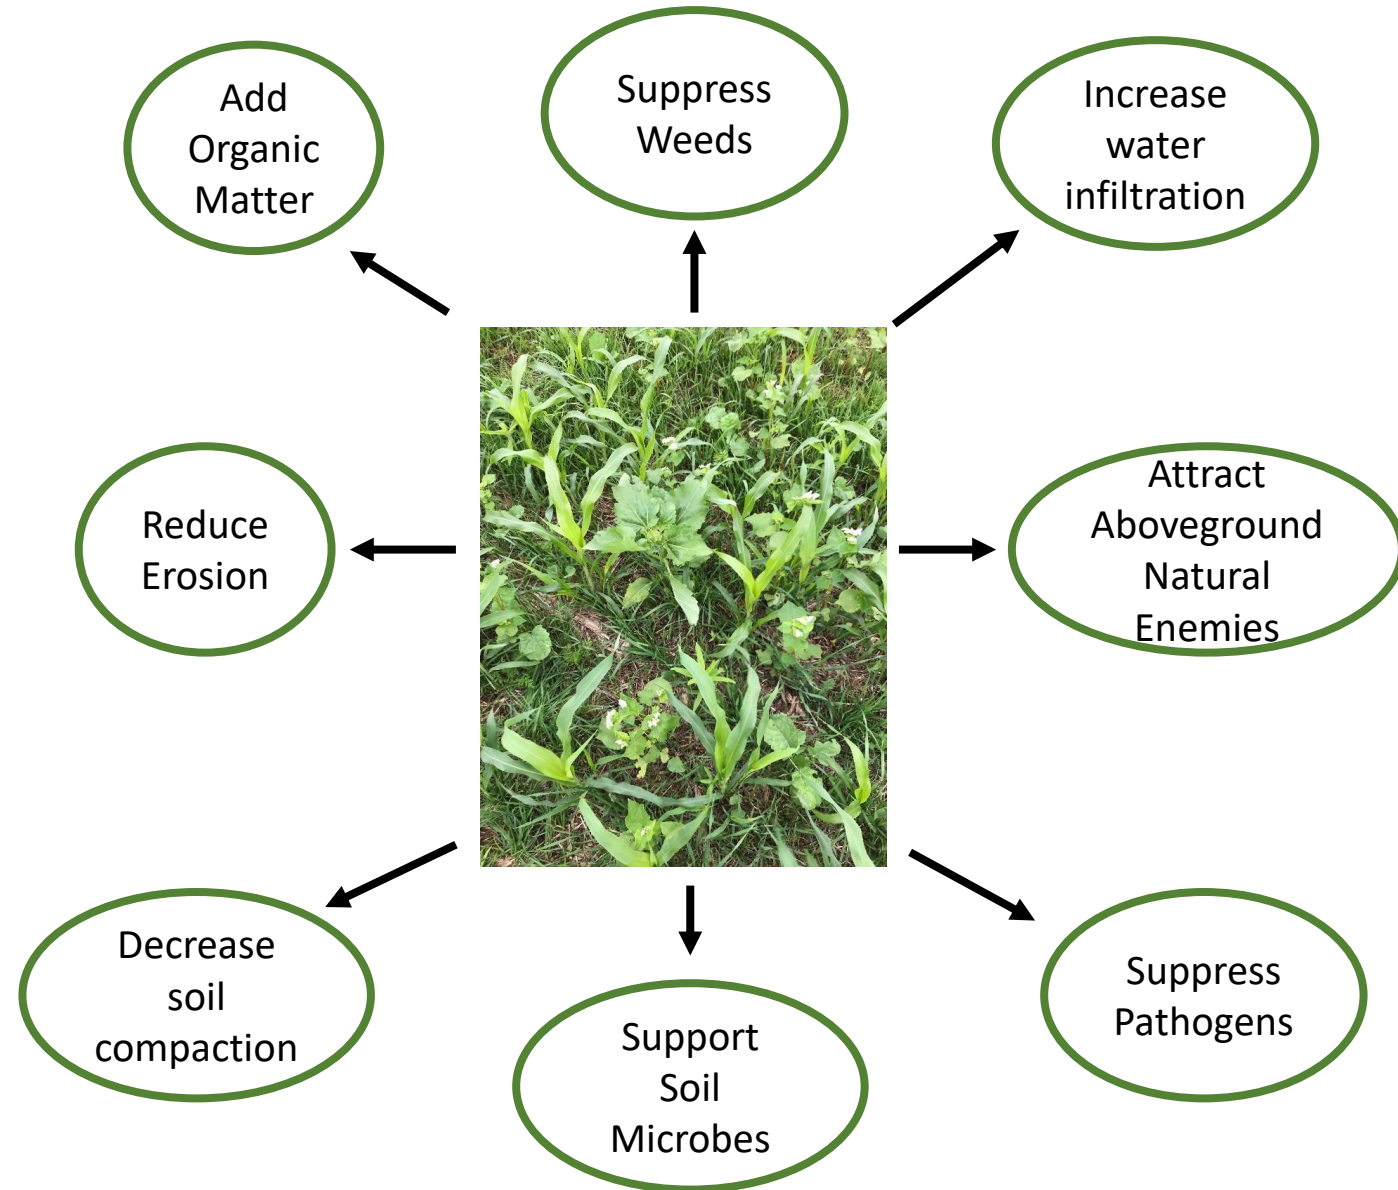 Add
Organic
Matter
Suppress
Weeds
Increase
water
infiltration
Reduce
Erosion
Attract
Aboveground
Natural
Enemies
Decrease
soil
compaction
Support
Soil
Microbes
Suppress
Pathogens